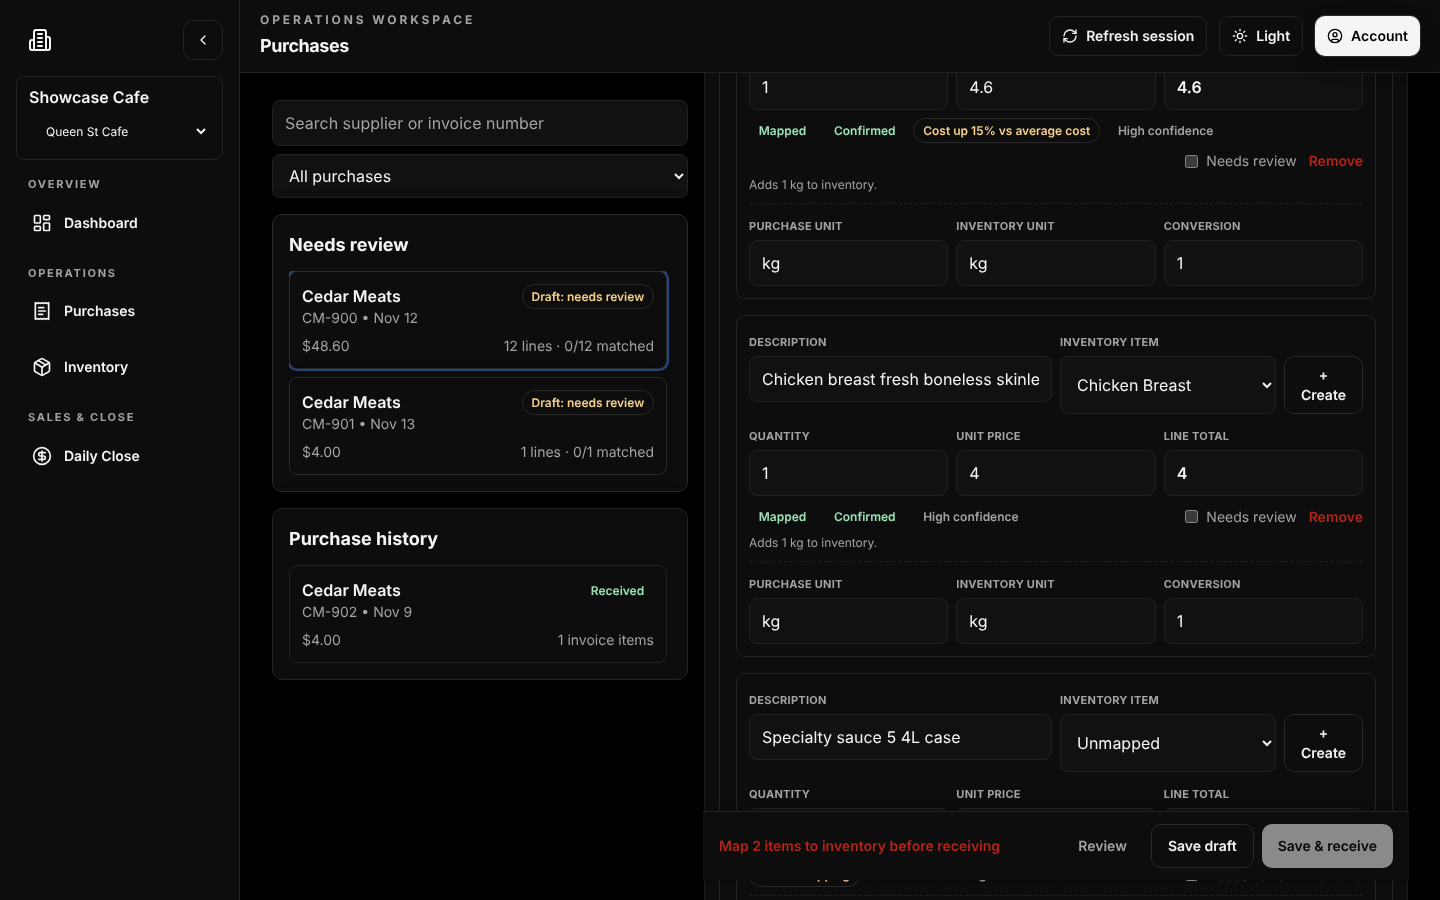 OPERATIONS WORKSPACE
Purchases
Refresh session
Light
Account
Showcase Cafe
Queen St Cafe
OVERVIEW
Dashboard
OPERATIONS
Purchases
Inventory
SALES & CLOSE
Daily Close
Search supplier or invoice number
All purchases
Needs review
Cedar Meats
Draft: needs review
CM-900 • Nov 12
$48.60
12 lines · 0/12 matched
Cedar Meats
Draft: needs review
CM-901 • Nov 13
$4.00
1 lines · 0/1 matched
Purchase history
Cedar Meats
Received
CM-902 • Nov 9
$4.00
1 invoice items
1
4.6
4.6
Mapped
Confirmed
Cost up 15% vs average cost
High confidence
Needs review
Remove
Adds 1 kg to inventory.
PURCHASE UNIT
INVENTORY UNIT
CONVERSION
kg
kg
1
DESCRIPTION
INVENTORY ITEM
Chicken breast fresh boneless skinle
Chicken Breast
+
Create
QUANTITY
UNIT PRICE
LINE TOTAL
1
4
4
Mapped
Confirmed
High confidence
Needs review
Remove
Adds 1 kg to inventory.
PURCHASE UNIT
INVENTORY UNIT
CONVERSION
kg
kg
1
DESCRIPTION
INVENTORY ITEM
Specialty sauce 5 4L case
Unmapped
+
Create
QUANTITY
UNIT PRICE
LINE TOTAL
Map 2 items to inventory before receiving
Review
Save draft
Save & receive